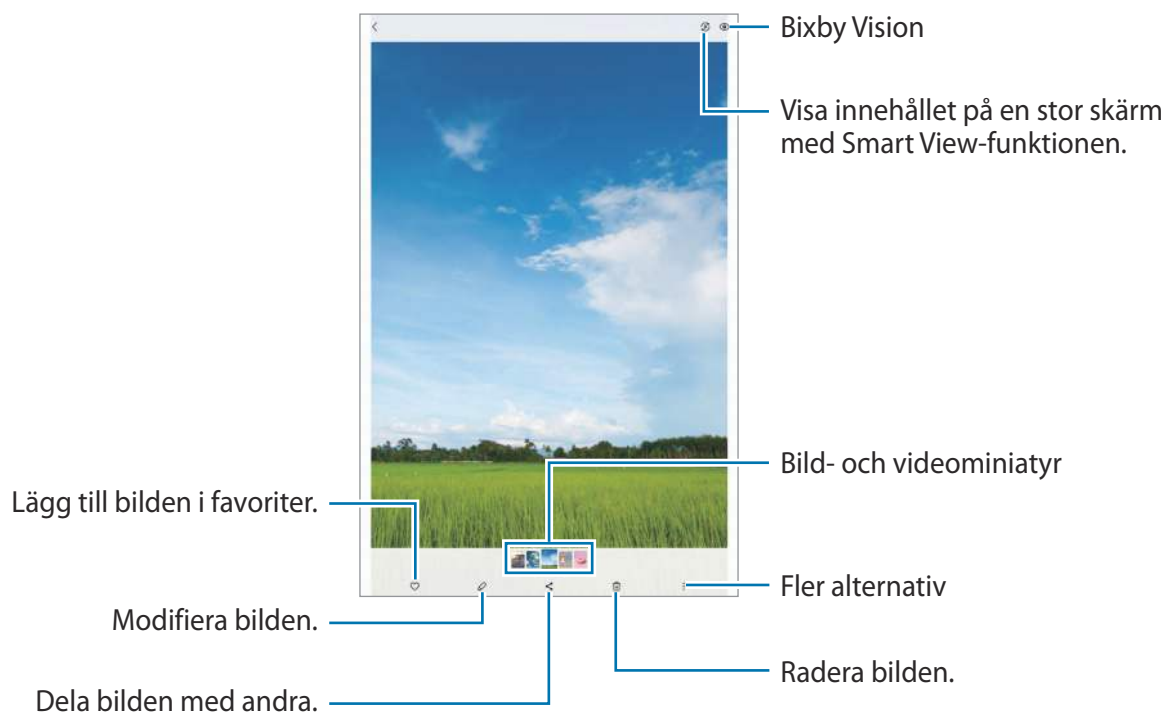 Bixby Vision
Visa innehållet på en stor skärm
med Smart View-funktionen.
Bild- och videominiatyr
Lägg till bilden i favoriter.
Fler alternativ
Modifiera bilden.
Radera bilden.
Dela bilden med andra.